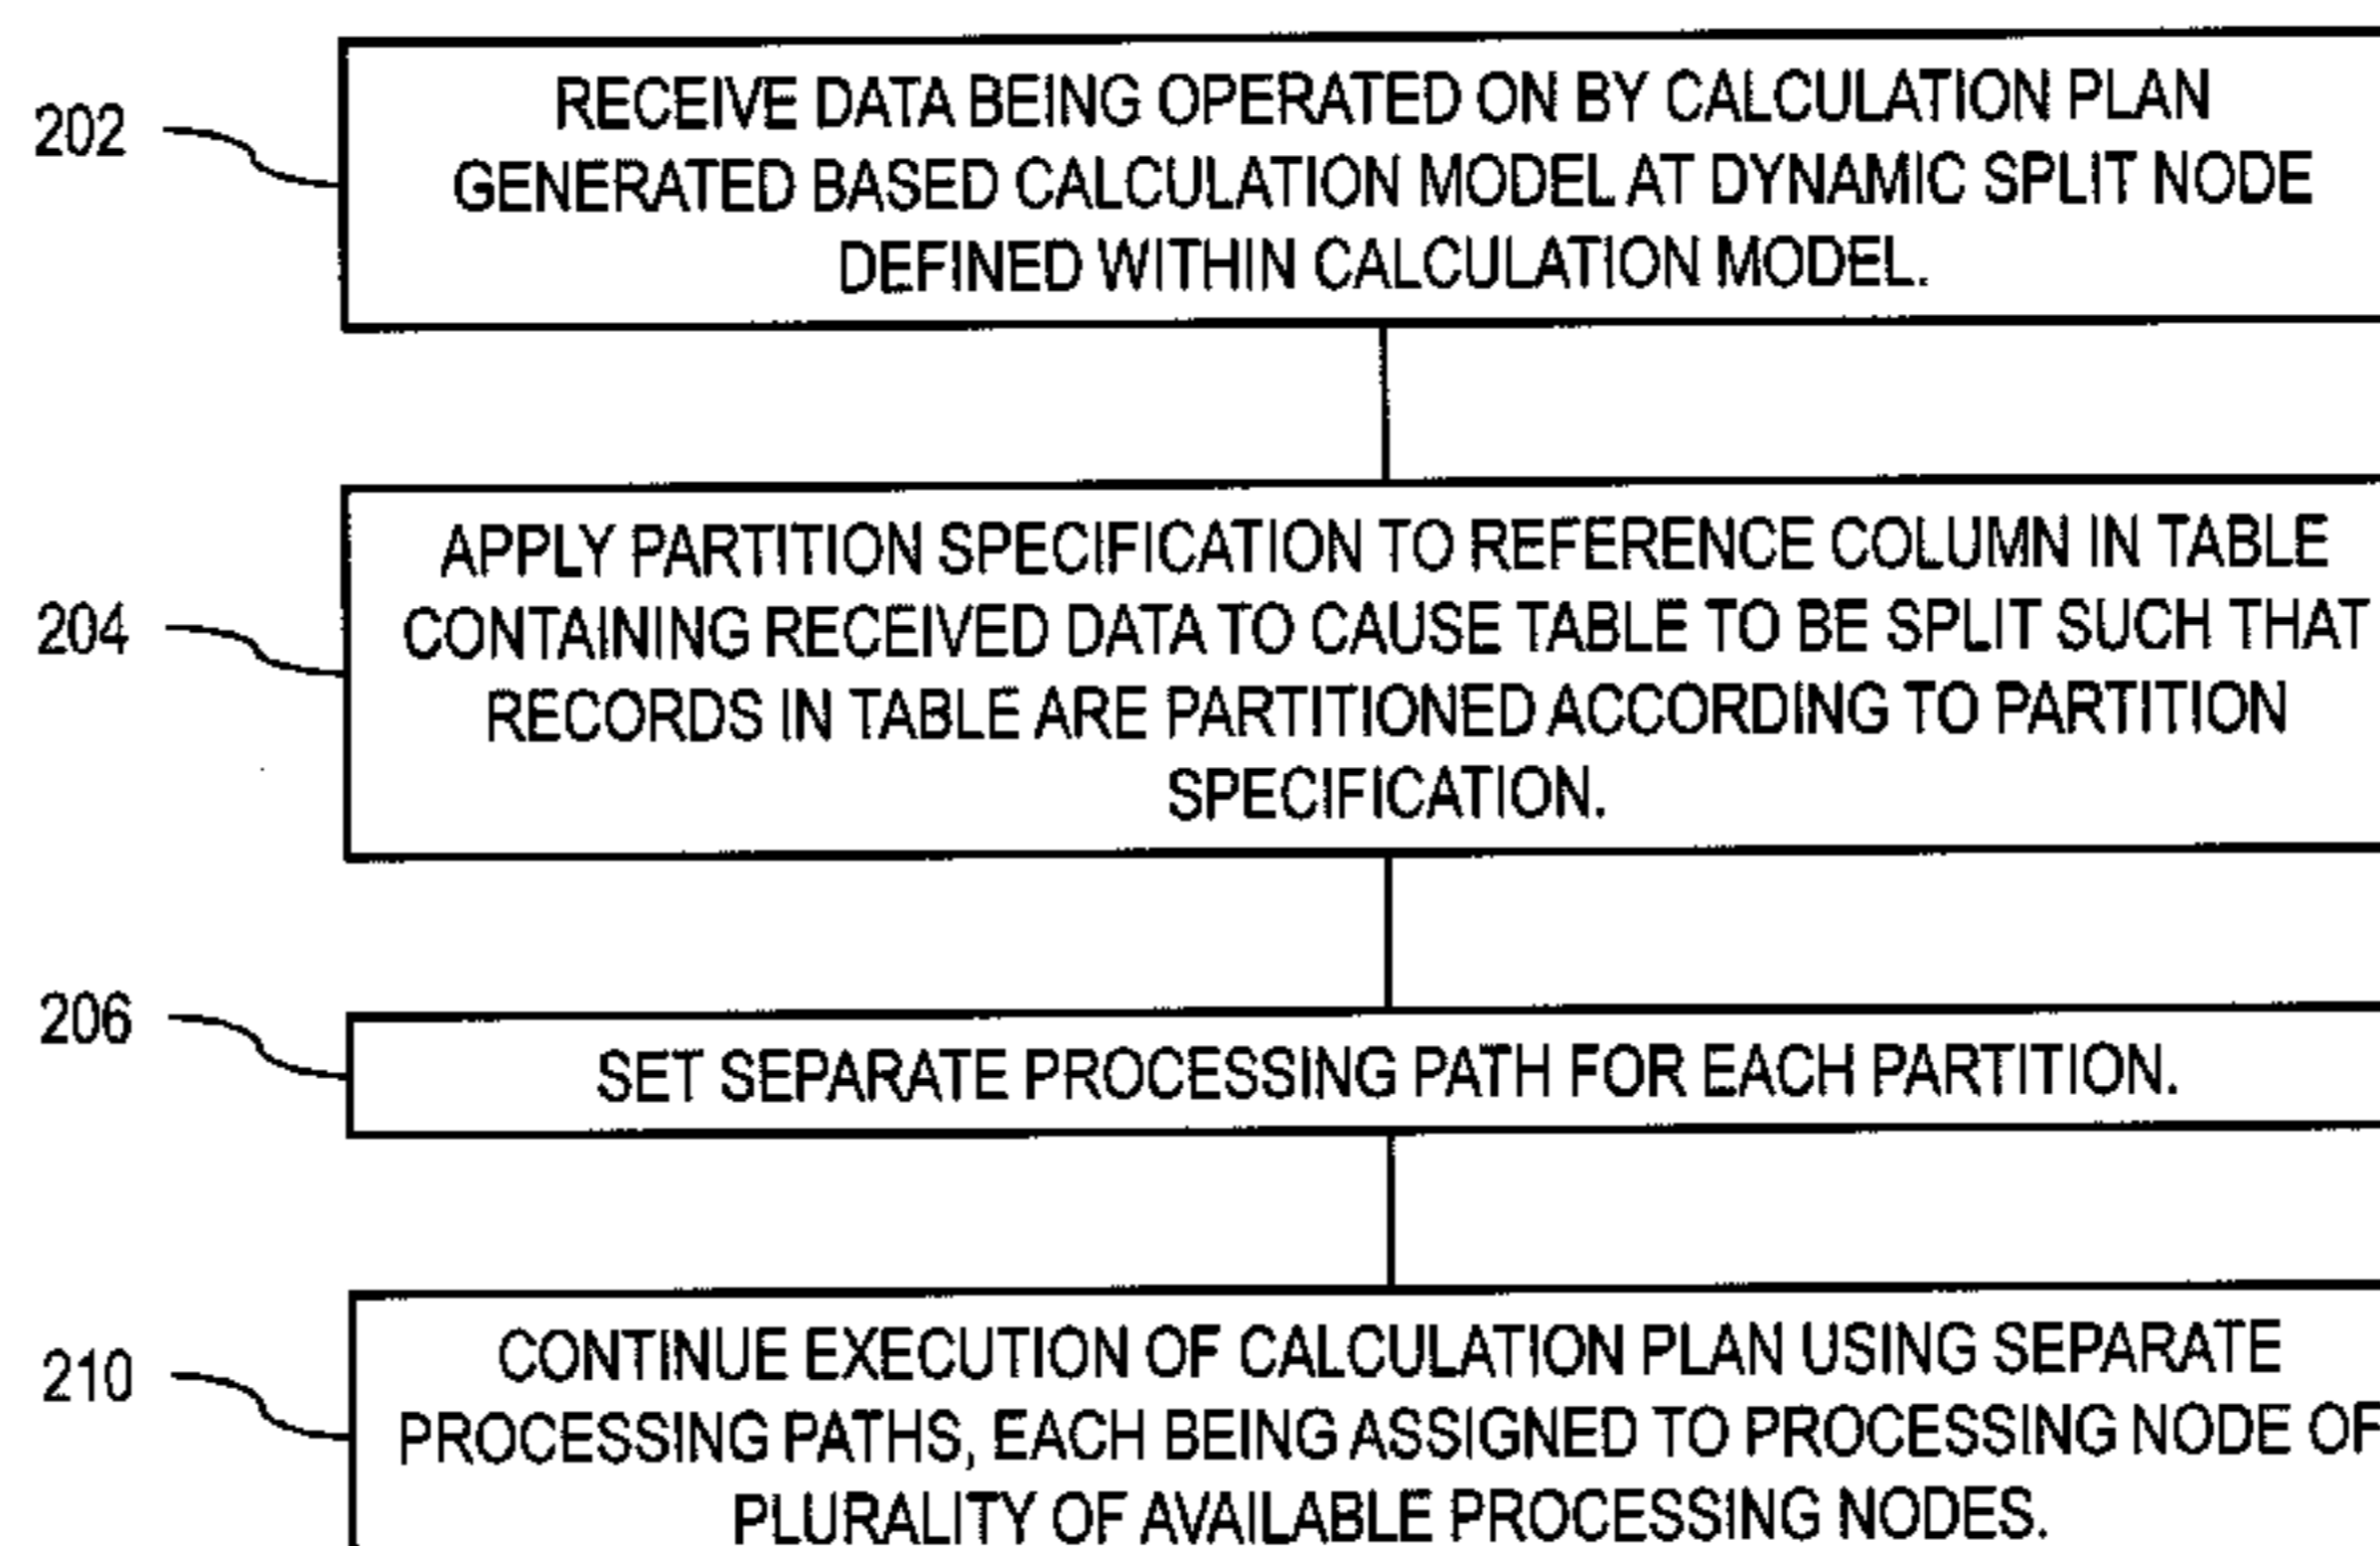 202
RECEIVE DATA BEING OPERATED ON BY CALCULATION PLAN
GENERATED BASED CALCULATION MODEL AT DYNAMIC SPLIT NODE
DEFINED WITHIN CALCULATION MODEL.
204
APPLY PARTITION SPECIFICATION TO REFERENCE COLUMN IN TABLE
CONTAINING RECEIVED DATA TO CAUSE TABLE TO BE SPLIT SUCH THAT
RECORDS IN TABLE ARE PARTITIONED ACCORDING TO PARTITION
SPECIFICATION.
206
SET SEPARATE PROCESSING PATH FOR EACH PARTITION.
210
CONTINUE EXECUTION OF CALCULATION PLAN USING SEPARATE
PROCESSING PATHS, EACH BEING ASSIGNED TO PROCESSING NODE OF
PLURALITY OF AVAILABLE PROCESSING NODES.